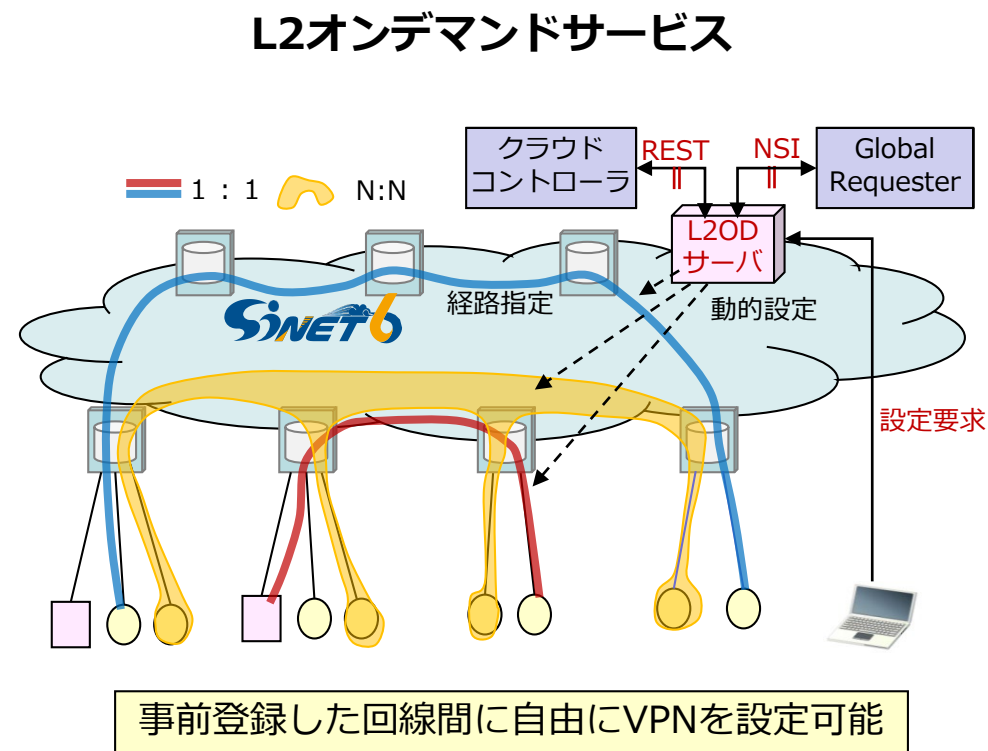 L2オンデマンドサービス
クラウド
コントローラ
REST
NSI
Global
Requester
1 : 1
N:N
L2OD
サーバ
SINET6
経路指定
動的設定
設定要求
事前登録した回線間に自由にVPNを設定可能